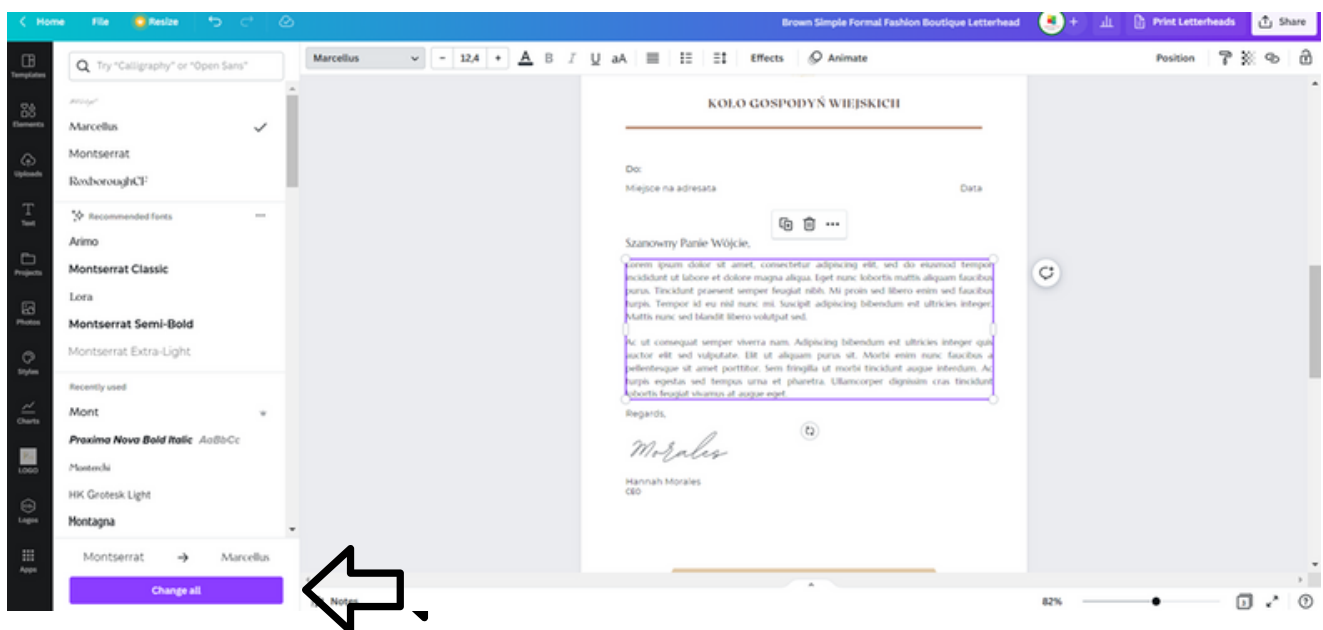 Home File Resize Brown Simple Formal Fashion Boutique Letterhead + Print Letterheads Share
Templates
Elements
Uploads
Text
Projects
Photos
Styles
Charts
LOGO
Logos
Apps
Try "Calligraphy" or "Open Sans"
Marcellus
Montserrat
RoxboroughCF
Recommended fonts
Arimo
Montserrat Classic
Lora
Montserrat Semi-Bold
Montserrat Extra-Light
Recently used
Mont
Proxima Nova Bold Italic AaBbCc
HK Grotesk Light
Montagna
Montserrat → Marcellus
Change all
Marcellus - 12,4 + A B I U aA Effects Animate Position
KOŁO GOSPODYŃ WIEJSKICH
Do:
Miejsce na adresata Data
Szanowny Panie Wójcie,
Lorem ipsum dolor sit amet, consectetur adipiscing elit, sed do eiusmod tempor
incididunt ut labore et dolore magna aliqua. Eget nunc lobortis mattis aliquam faucibus
purus. Tincidunt praesent semper feugiat nibh. Mi proin sed libero enim sed faucibus
turpis. Tempor id eu nisl nunc mi. Suscipit adipiscing bibendum est ultricies integer.
Mattis nunc sed blandit libero volutpat sed.
Ac ut consequat semper viverra nam. Adipiscing bibendum est ultricies integer quis
auctor elit sed vulputate. Elit ut aliquam purus sit. Morbi enim nunc faucibus a
pellentesque sit amet porttitor. Sem fringilla ut morbi tincidunt augue interdum. Ac
turpis egestas sed tempus urna et pharetra. Ullamcorper dignissim cras tincidunt
lobortis feugiat vivamus at augue eget.
Regards,
Morales
Hannah Morales
CEO
Notes 82%